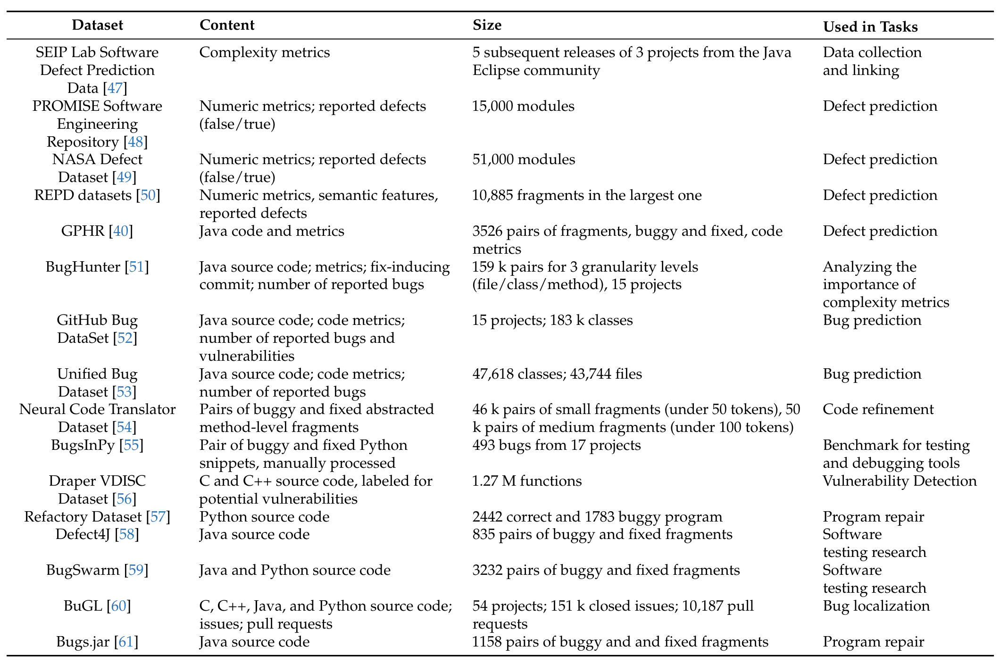 Dataset Content Size Used in Tasks
SEIP Lab Software Complexity metrics 5 subsequent releases of 3 projects from the Java Data collection
Defect Prediction Eclipse community and linking
Data [47]
PROMISE Software Numeric metrics; reported defects 15,000 modules Defect prediction
Engineering (false/true)
Repository [48]
NASA Defect Numeric metrics; reported defects 51,000 modules Defect prediction
Dataset [49] (false/true)
REPD datasets [50] Numeric metrics, semantic features, 10,885 fragments in the largest one Defect prediction
reported defects
GPHR [40] Java code and metrics 3526 pairs of fragments, buggy and fixed, code Defect prediction
metrics
BugHunter [51] Java source code; metrics; fix-inducing 159 k pairs for 3 granularity levels Analyzing the
commit; number of reported bugs (file/class/method), 15 projects importance of
complexity metrics
GitHub Bug Java source code; code metrics; 15 projects; 183 k classes Bug prediction
DataSet [52] number of reported bugs and
vulnerabilities
Unified Bug Java source code; code metrics; 47,618 classes; 43,744 files Bug prediction
Dataset [53] number of reported bugs
Neural Code Translator Pairs of buggy and fixed abstracted 46 k pairs of small fragments (under 50 tokens), 50 Code refinement
Dataset [54] method-level fragments k pairs of medium fragments (under 100 tokens)
BugsInPy [55] Pair of buggy and fixed Python 493 bugs from 17 projects Benchmark for testing
snippets, manually processed and debugging tools
Draper VDISC C and C++ source code, labeled for 1.27 M functions Vulnerability Detection
Dataset [56] potential vulnerabilities
Refactory Dataset [57] Python source code 2442 correct and 1783 buggy program Program repair
Defect4J [58] Java source code 835 pairs of buggy and fixed fragments Software
testing research
BugSwarm [59] Java and Python source code 3232 pairs of buggy and fixed fragments Software
testing research
BuGL [60] C, C++, Java, and Python source code; 54 projects; 151 k closed issues; 10,187 pull Bug localization
issues; pull requests requests
Bugs.jar [61] Java source code 1158 pairs of buggy and and fixed fragments Program repair